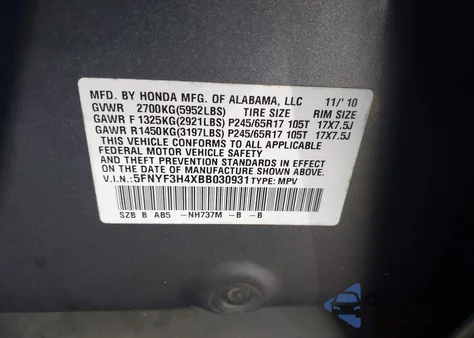 MFD. BY HONDA MFG. OF ALABAMA, LLC 11/'10
GVWR 2700KG(5952LBS) TIRE SIZE RIM SIZE
GAWR F 1325KG(2921LBS) P245/65R17 105T 17X7.5J
GAWR R1450KG(3197LBS) P245/65R17 105T 17X7.5J
THIS VEHICLE CONFORMS TO ALL APPLICABLE
FEDERAL MOTOR VEHICLE SAFETY
AND THEFT PREVENTION STANDARDS IN EFFECT
ON THE DATE OF MANUFACTURE SHOWN ABOVE.
V.I.N.: 5FNYF3H4XBB030931 TYPE: MPV
SZB B AB5 -NH737M -B -B